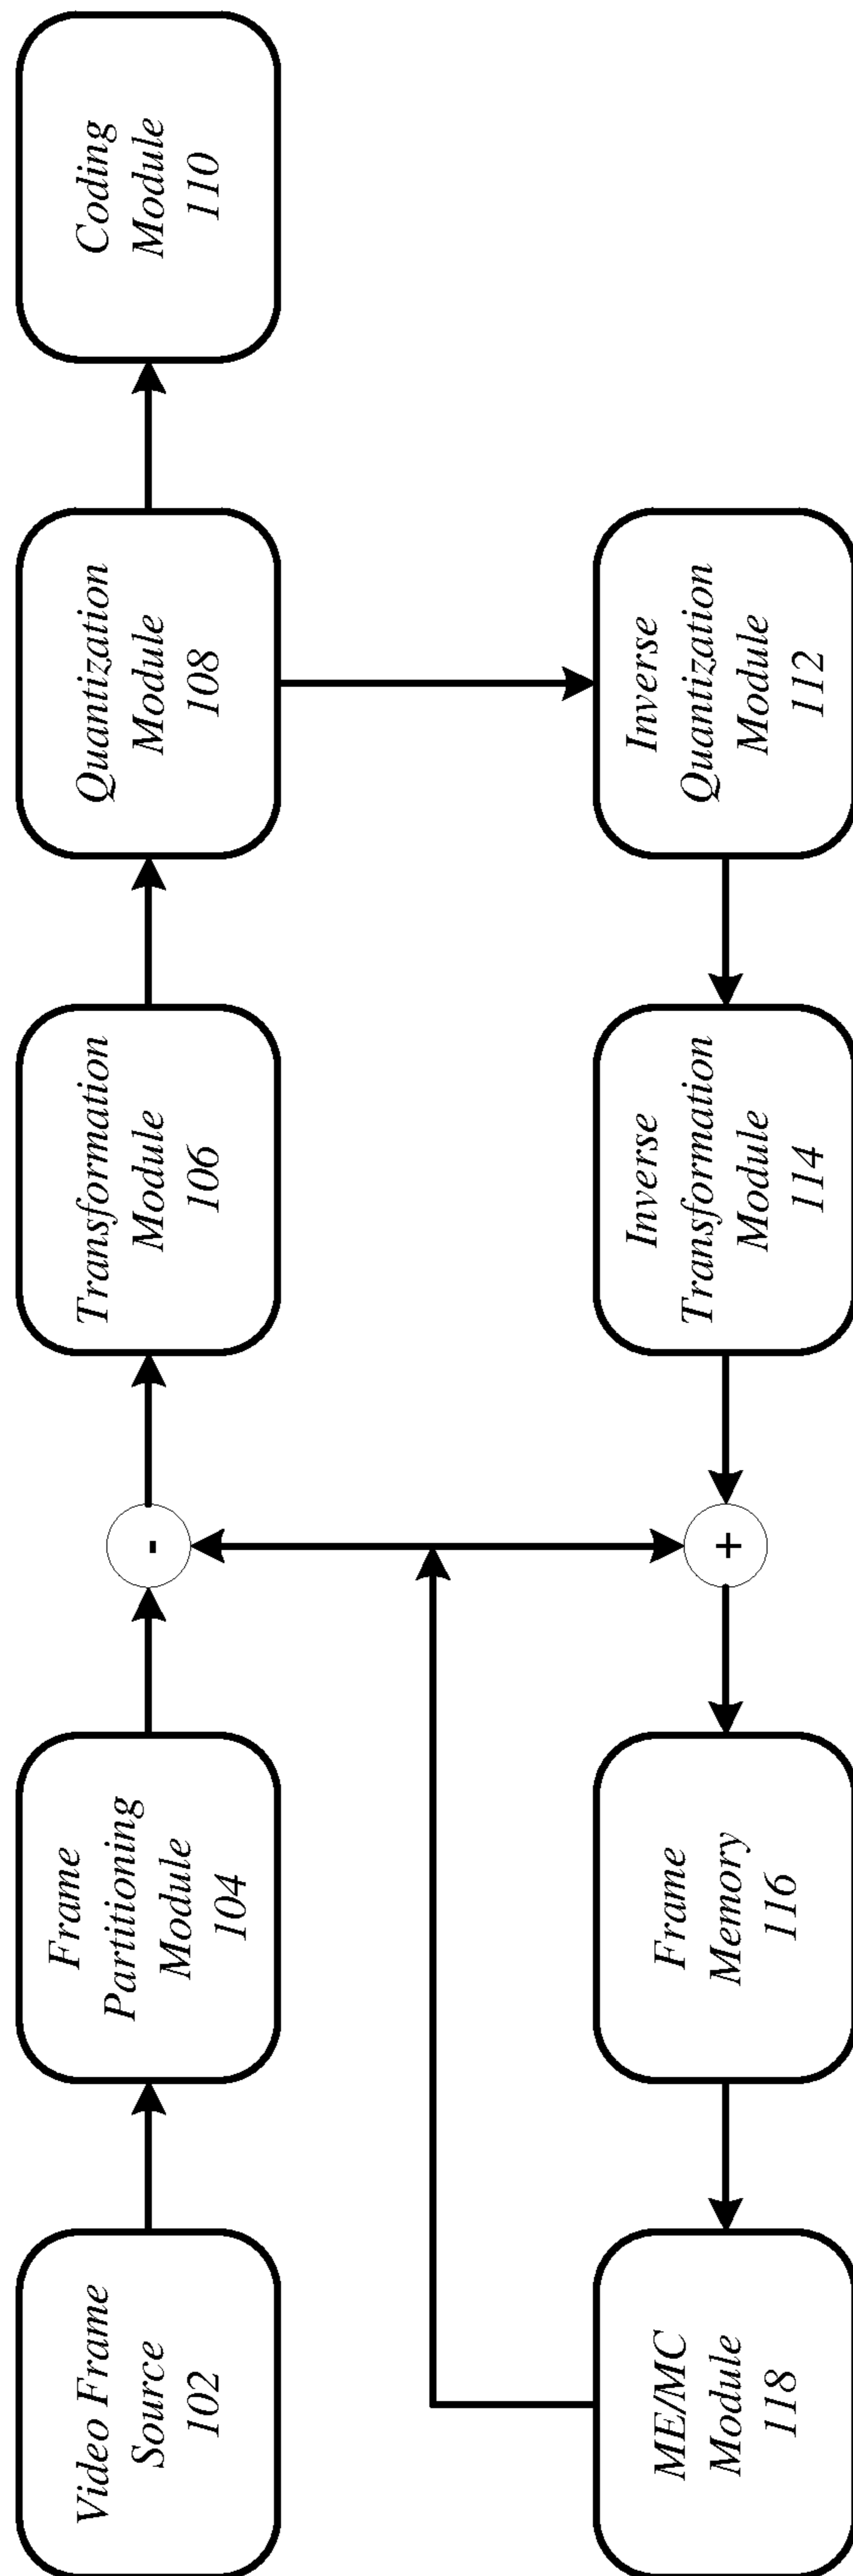 Video Frame
Source
102
Frame
Partitioning
Module
104
-
Transformation
Module
106
Quantization
Module
108
Coding
Module
110
ME/MC
Module
118
Frame
Memory
116
+
Inverse
Transformation
Module
114
Inverse
Quantization
Module
112